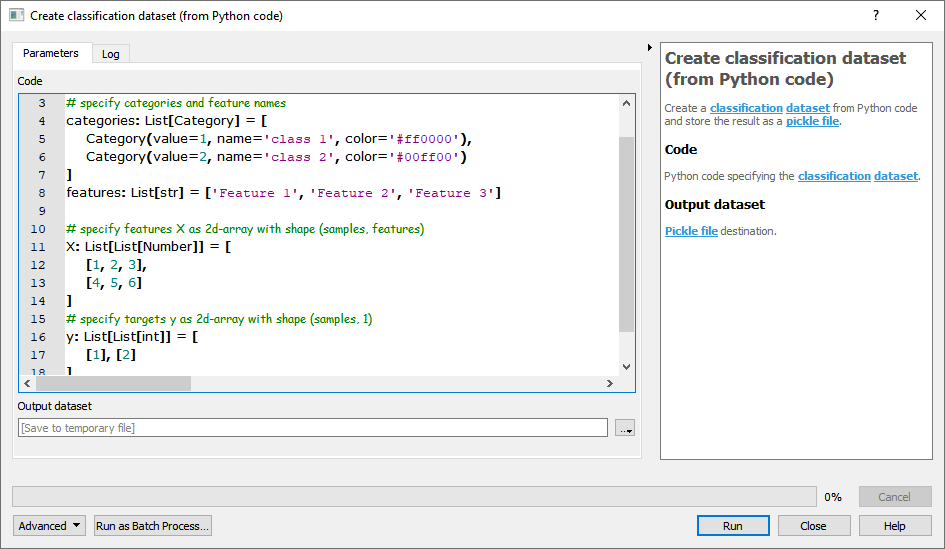 Create classification dataset (from Python code)
?
Parameters
Log
Code
3 # specify categories and feature names
4 categories: List[Category] = [
5 Category(value=1, name='class 1', color='#ff0000'),
6 Category(value=2, name='class 2', color='#00ff00')
7 ]
8 features: List[str] = ['Feature 1', 'Feature 2', 'Feature 3']
9
10 # specify features X as 2d-array with shape (samples, features)
11 X: List[List[Number]] = [
12 [1, 2, 3],
13 [4, 5, 6]
14 ]
15 # specify targets y as 2d-array with shape (samples, 1)
16 y: List[List[int]] = [
17 [1], [2]
18 ]
Output dataset
[Save to temporary file]
...
Create classification dataset
(from Python code)
Create a classification dataset from Python code
and store the result as a pickle file.
Code
Python code specifying the classification dataset.
Output dataset
Pickle file destination.
0%
Cancel
Advanced
Run as Batch Process...
Run
Close
Help